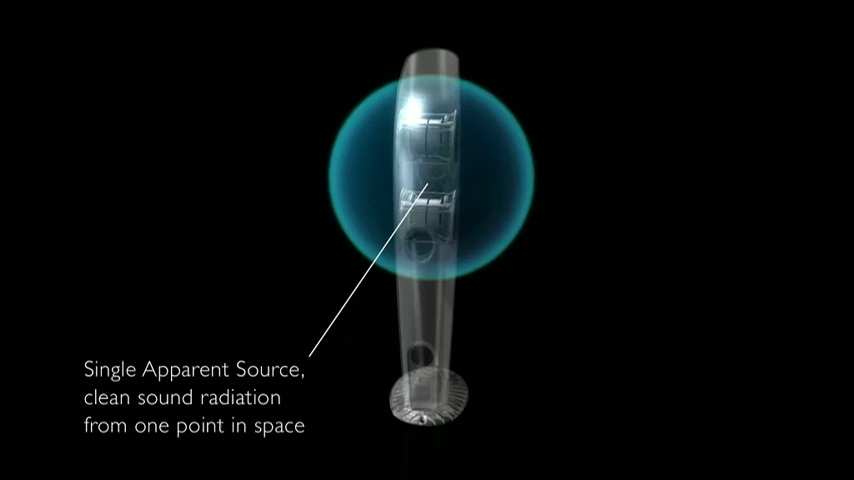 Single Apparent Source,
clean sound radiation
from one point in space